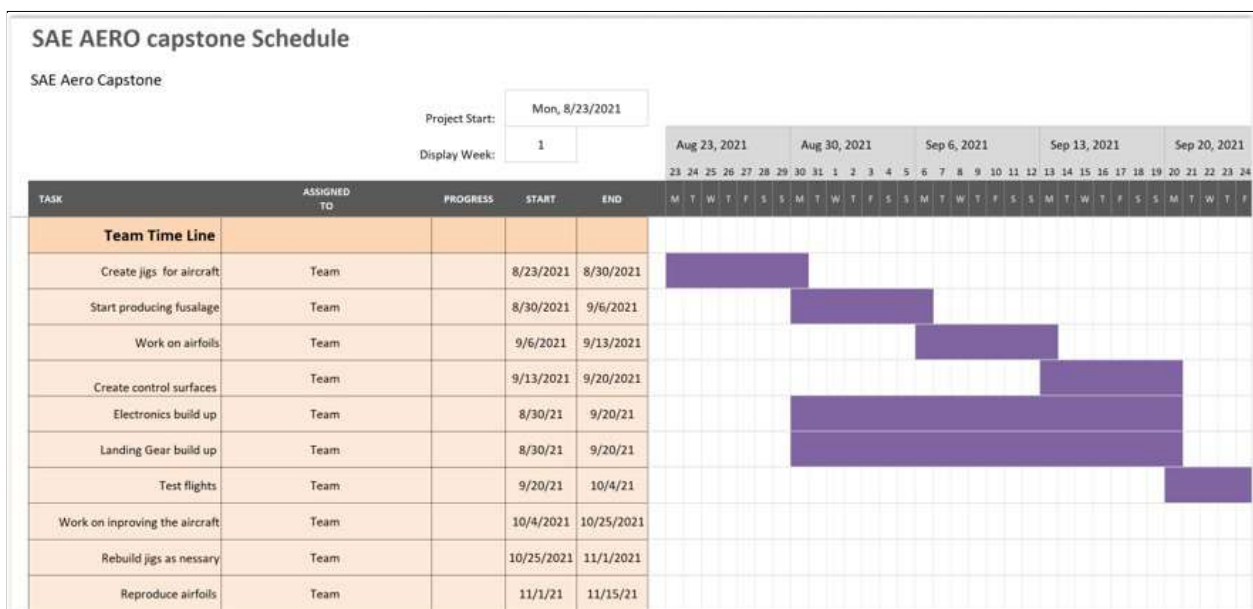 SAE AERO capstone Schedule
SAE Aero Capstone
Project Start: Mon, 8/23/2021
Display Week: 1
Aug 23, 2021 Aug 30, 2021 Sep 6, 2021 Sep 13, 2021 Sep 20, 2021
23 24 25 26 27 28 29 30 31 1 2 3 4 5 6 7 8 9 10 11 12 13 14 15 16 17 18 19 20 21 22 23 24
TASK ASSIGNED TO PROGRESS START END M T W T F S S M T W T F S S M T W T F S S M T W T F S S M T W T F
Team Time Line
Create jigs for aircraft Team 8/23/2021 8/30/2021
Start producing fusalage Team 8/30/2021 9/6/2021
Work on airfoils Team 9/6/2021 9/13/2021
Create control surfaces Team 9/13/2021 9/20/2021
Electronics build up Team 8/30/21 9/20/21
Landing Gear build up Team 8/30/21 9/20/21
Test flights Team 9/20/21 10/4/21
Work on inproving the aircraft Team 10/4/2021 10/25/2021
Rebuild jigs as nessary Team 10/25/2021 11/1/2021
Reproduce airfoils Team 11/1/21 11/15/21